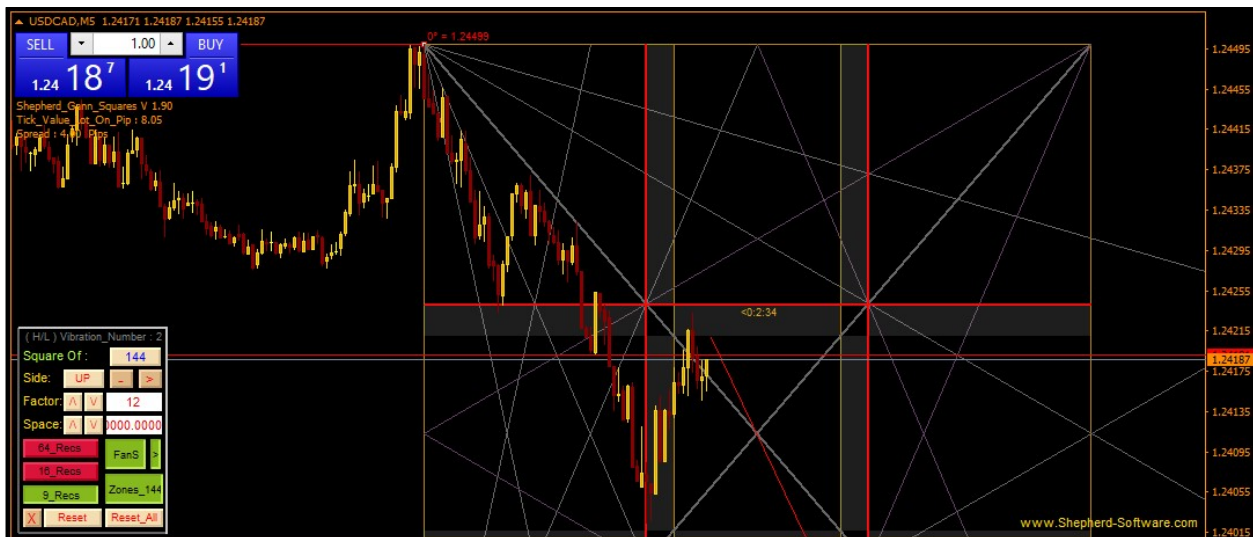 USDCAD,M5 1.24171 1.24187 1.24155 1.24187
SELL 1.00 BUY
1.24 18 7 1.24 19 1
Shepherd_Gann_Squares V 1.90
Tick_Value_Lot_On_Pip : 8.05
Spread : 4.00 Pips
0° = 1.24499
<0:2:34
( H/L ) Vibration_Number : 2
Square Of : 144
Side: UP - >
Factor: Λ V 12
Space: Λ V 0000.0000
64_Recs FanS >
16_Recs
9_Recs Zones_144
X Reset Reset_All
1.24495
1.24455
1.24415
1.24375
1.24335
1.24295
1.24255
1.24215
1.24187
1.24175
1.24135
1.24095
1.24055
1.24015
www.Shepherd-Software.com